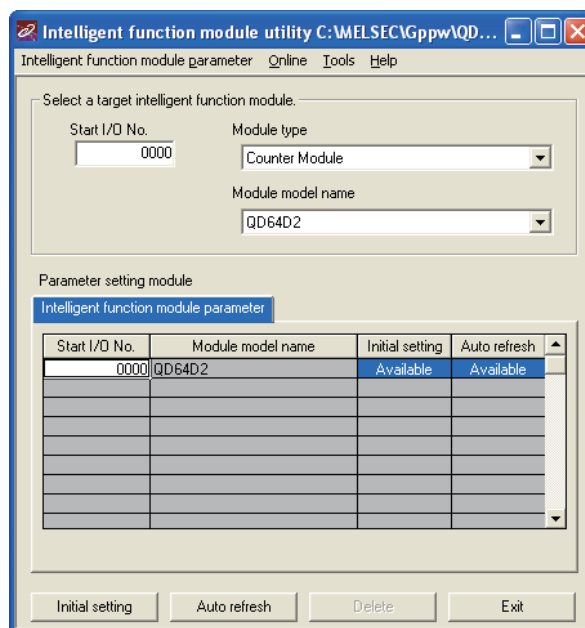 Intelligent function module utility C:\MELSEC\Gppw\QD...
Intelligent function module parameter Online Tools Help
Select a target intelligent function module.
Start I/O No. Module type
0000 Counter Module
Module model name
QD64D2
Parameter setting module
Intelligent function module parameter
Start I/O No. Module model name Initial setting Auto refresh
0000 QD64D2 Available Available
Initial setting Auto refresh Delete Exit